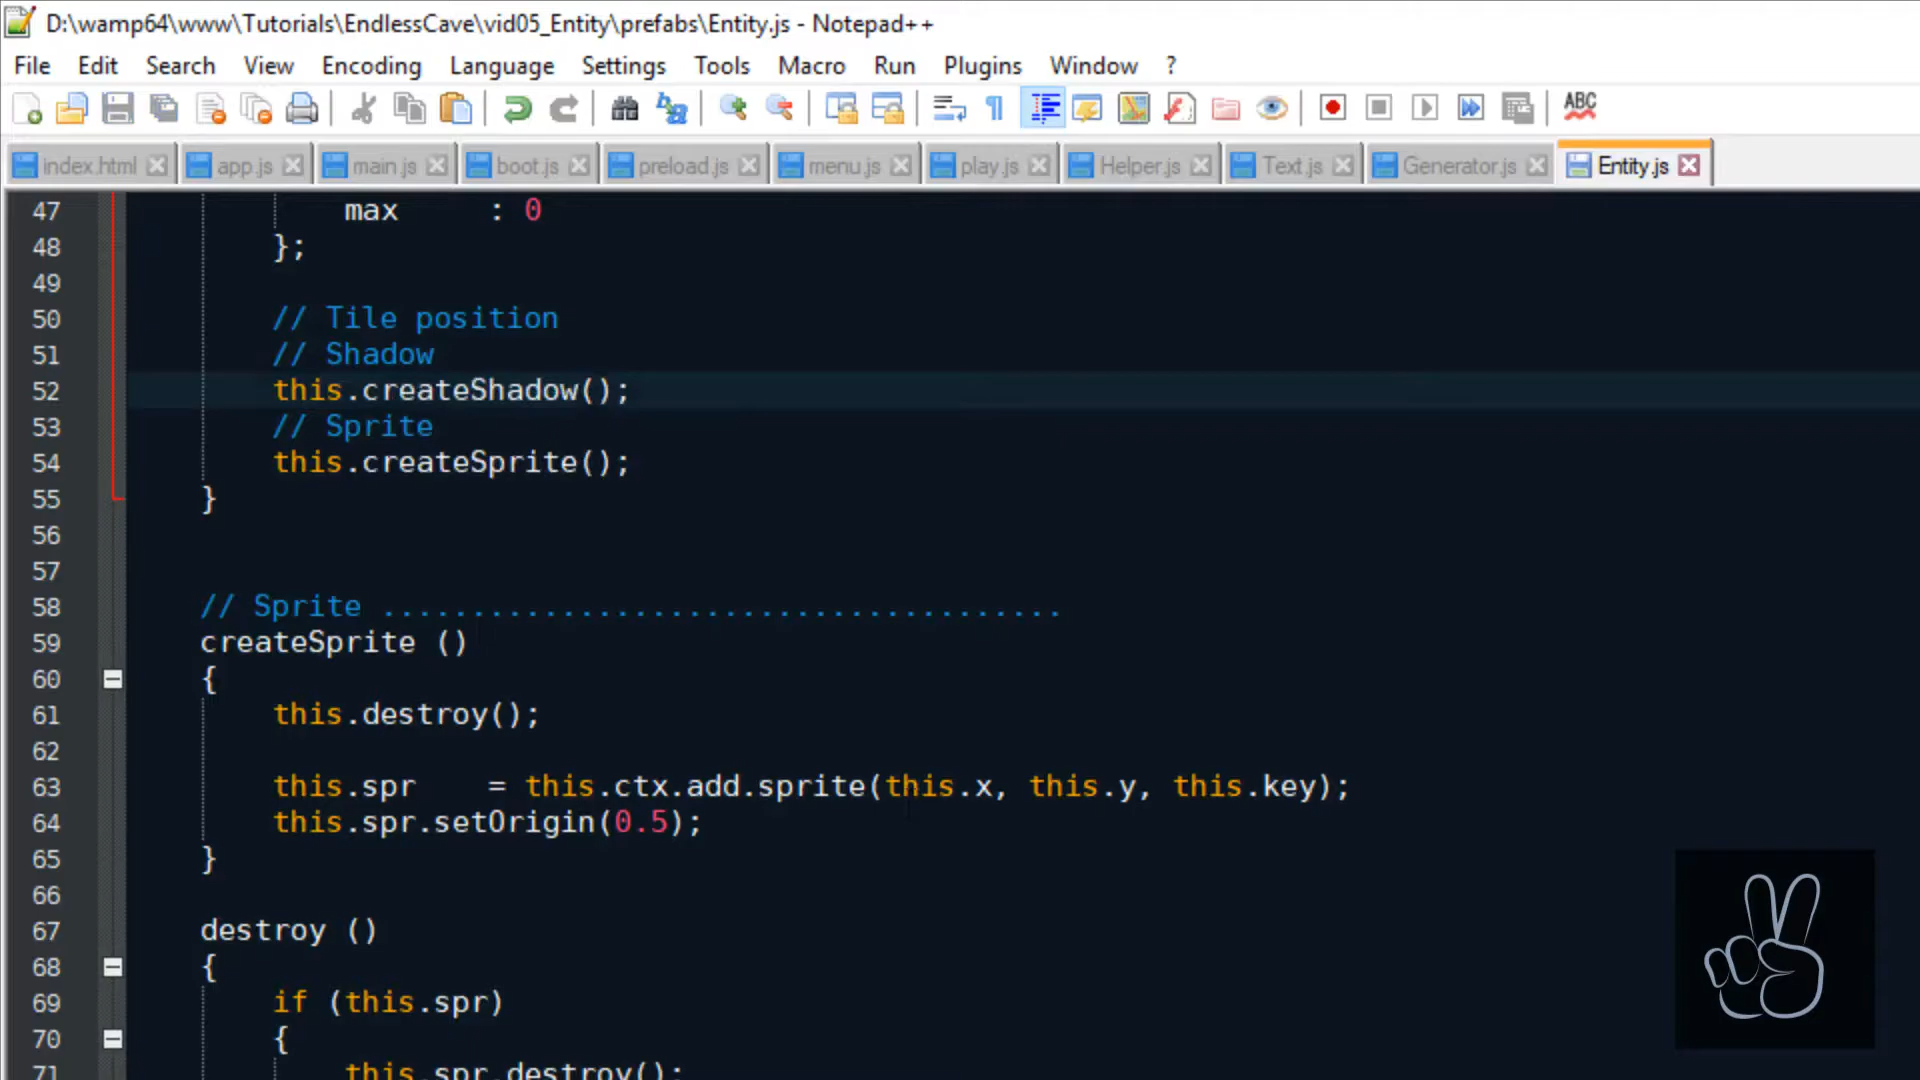 D:\wamp64\www\Tutorials\EndlessCave\vid05_Entity\prefabs\Entity.js - Notepad++
File Edit Search View Encoding Language Settings Tools Macro Run Plugins Window ?
ABC
index.html app.js main.js boot.js preload.js menu.js play.js Helper.js Text.js Generator.js Entity.js
47 max : 0
48 };
49
50 // Tile position
51 // Shadow
52 this.createShadow();
53 // Sprite
54 this.createSprite();
55 }
56
57
58 // Sprite ......................................
59 createSprite ()
60 {
61 this.destroy();
62
63 this.spr = this.ctx.add.sprite(this.x, this.y, this.key);
64 this.spr.setOrigin(0.5);
65 }
66
67 destroy ()
68 {
69 if (this.spr)
70 {
71 this.spr.destroy();